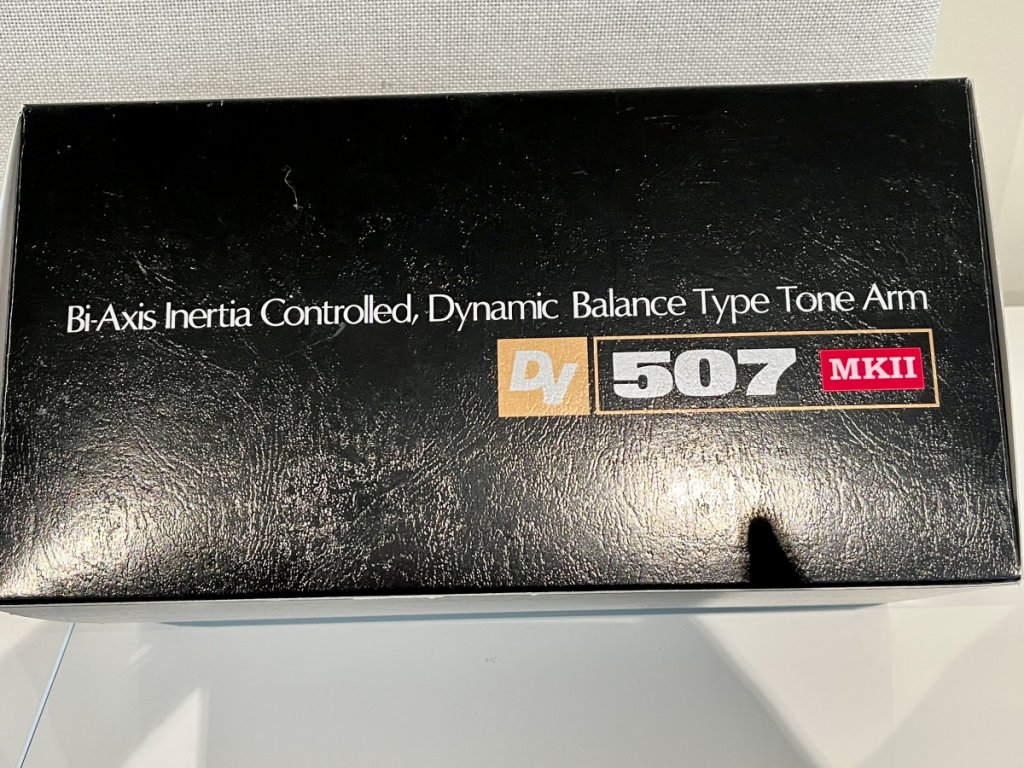 Bi-Axis Inertia Controlled, Dynamic Balance Type Tone Arm
DV 507 MKII